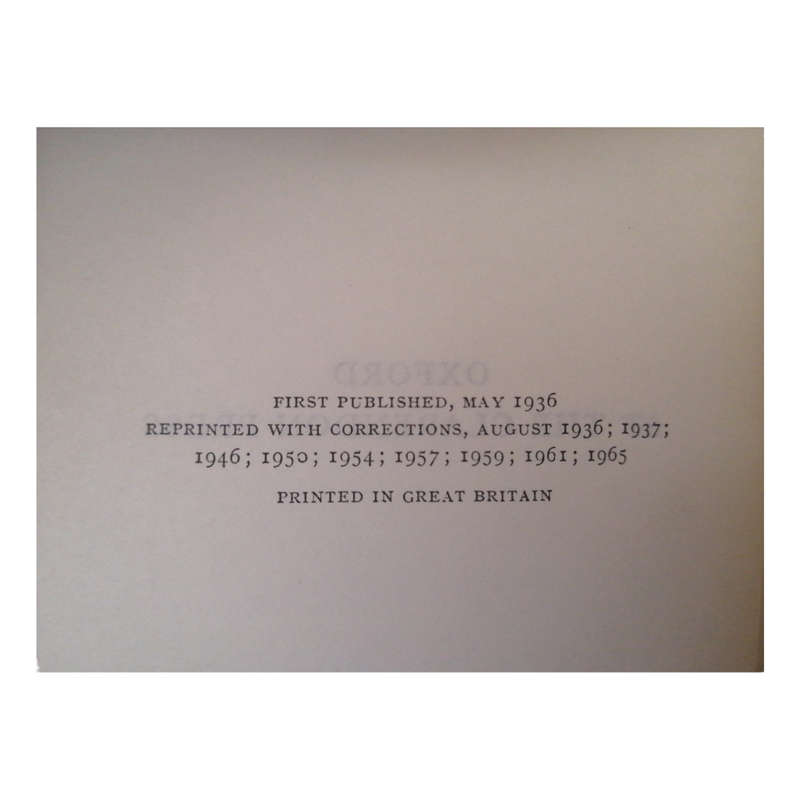 OXFORD
FIRST PUBLISHED, MAY 1936
REPRINTED WITH CORRECTIONS, AUGUST 1936; 1937;
1946; 1950; 1954; 1957; 1959; 1961; 1965
PRINTED IN GREAT BRITAIN